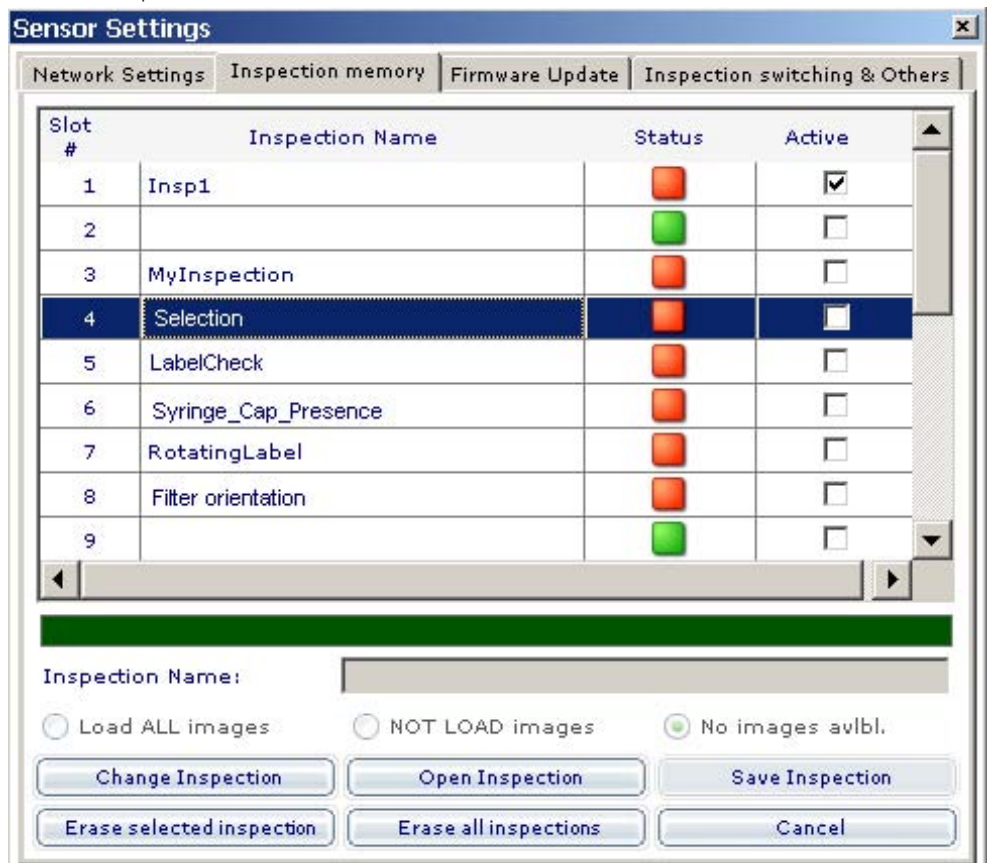 Sensor Settings
Network Settings Inspection memory Firmware Update Inspection switching & Others
Slot # Inspection Name Status Active
1 Insp1
2
3 MyInspection
4 Selection
5 LabelCheck
6 Syringe_Cap_Presence
7 RotatingLabel
8 Filter orientation
9
Inspection Name:
Load ALL images NOT LOAD images No images avlbl.
Change Inspection Open Inspection Save Inspection
Erase selected inspection Erase all inspections Cancel